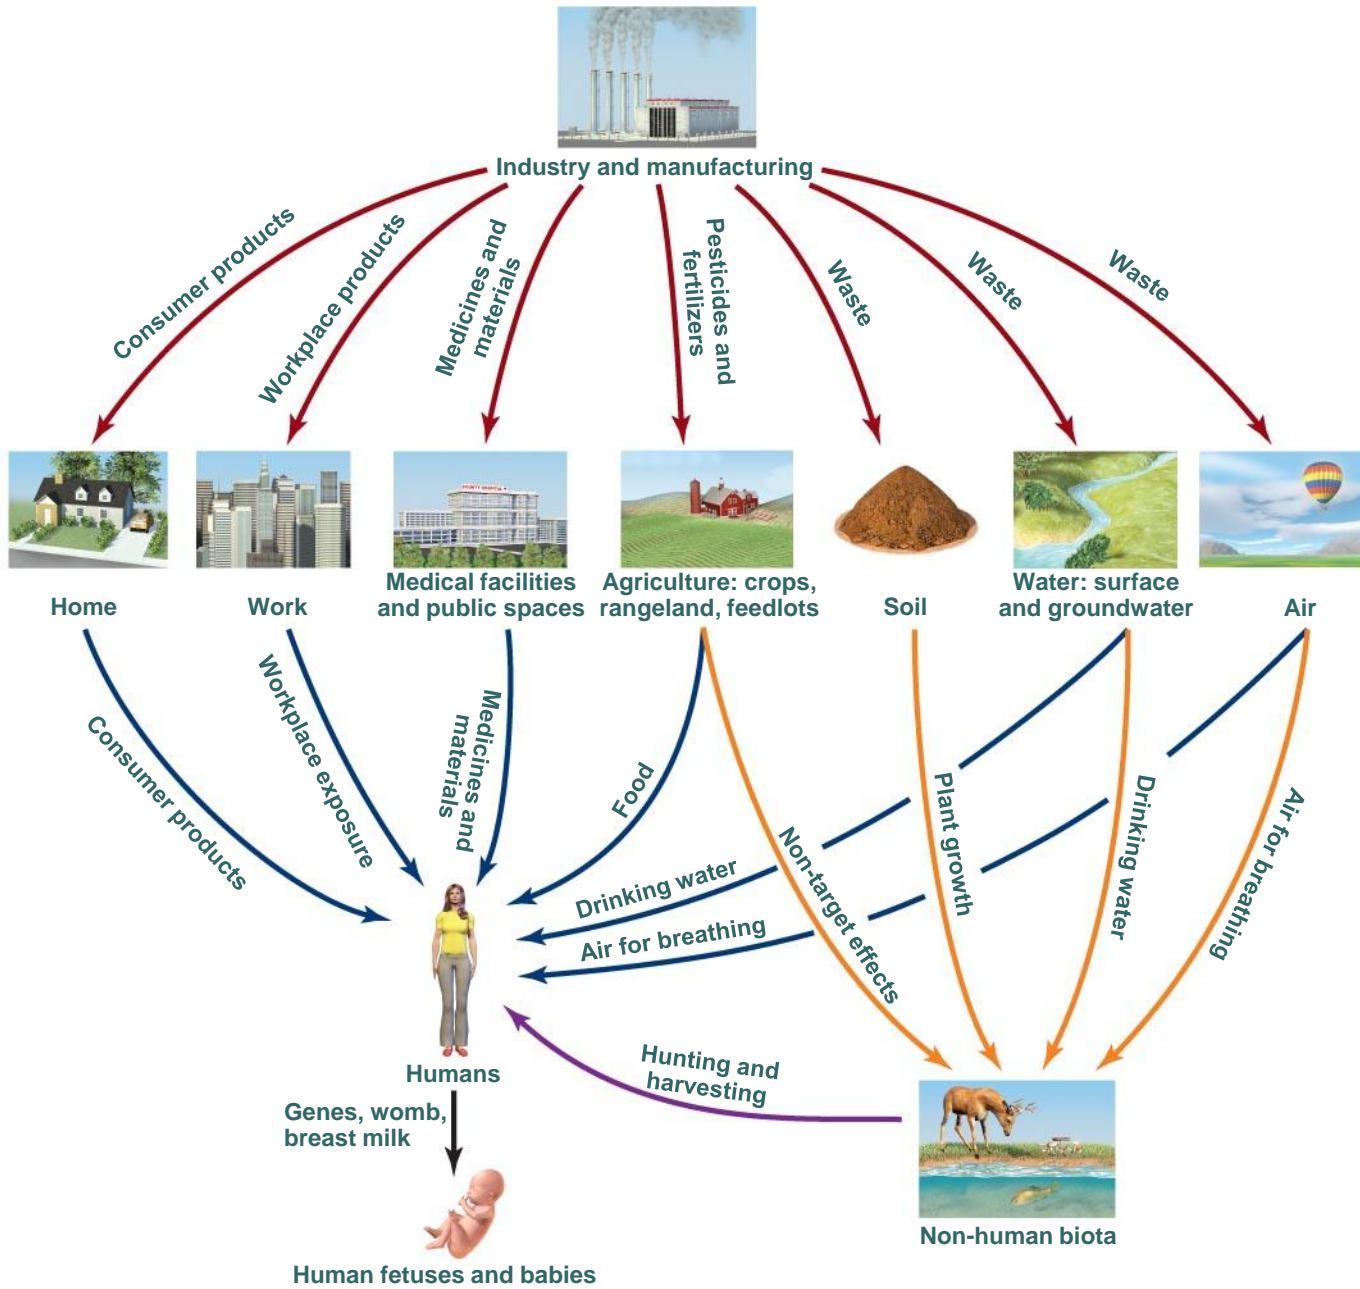 Industry and manufacturing
Consumer products
Workplace products
Medicines and
materials
Pesticides and
fertilizers
Waste
Waste
Waste
COUNTY HOSPITAL
Home
Work
Medical facilities
and public spaces
Agriculture: crops,
rangeland, feedlots
Soil
Water: surface
and groundwater
Air
Consumer products
Workplace exposure
Medicines and
materials
Food
Drinking water
Air for breathing
Non-target effects
Plant growth
Drinking water
Air for breathing
Hunting and
harvesting
Humans
Genes, womb,
breast milk
Human fetuses and babies
Non-human biota